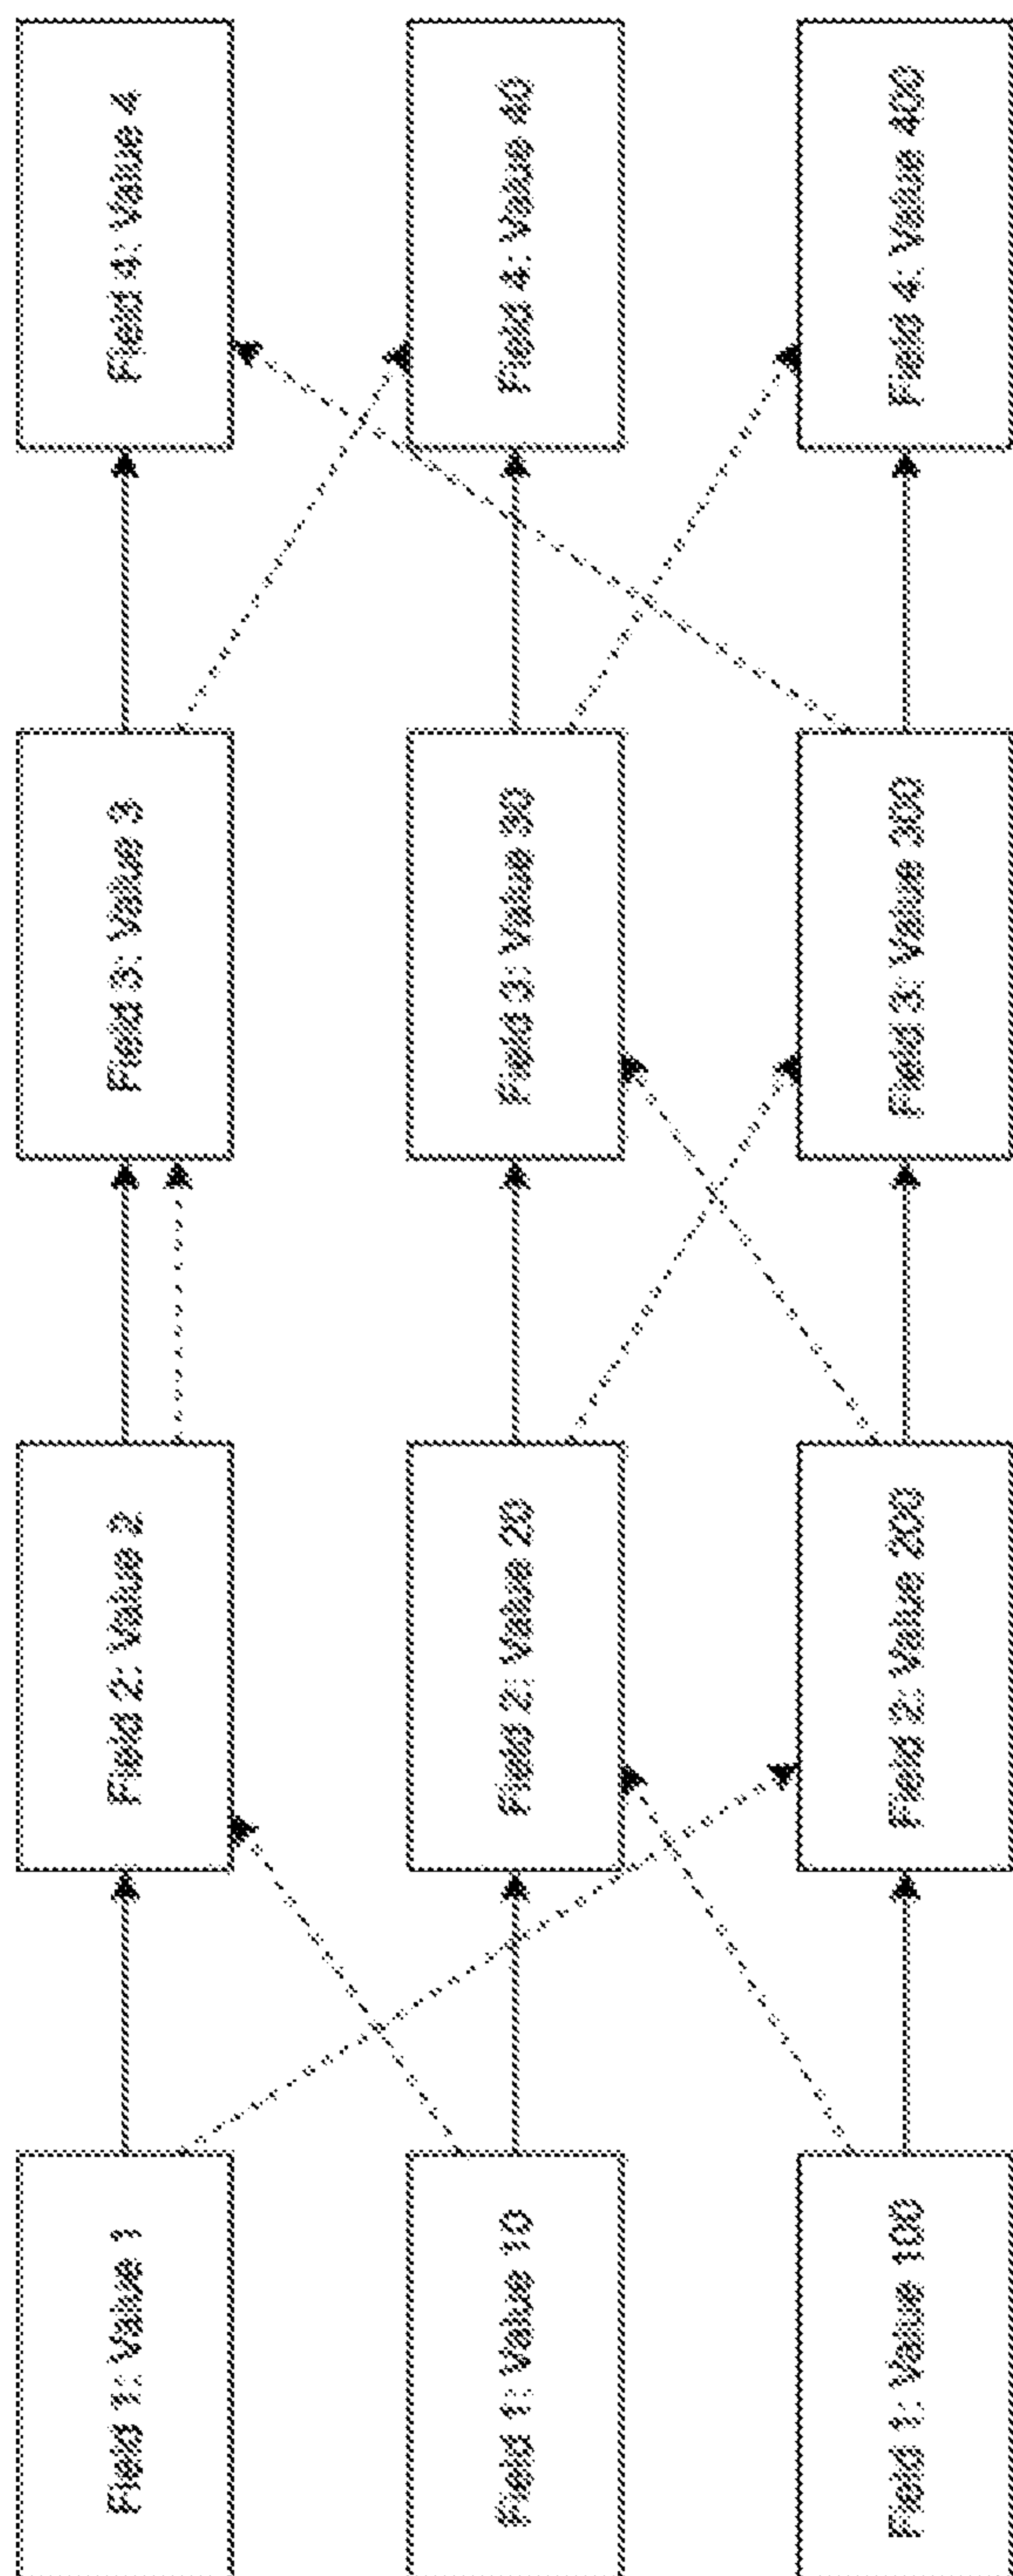 Field 1: Value 1
Field 2: Value 2
Field 3: Value 3
Field 4: Value 4
Field 1: Value 10
Field 2: Value 20
Field 3: Value 30
Field 4: Value 40
Field 1: Value 100
Field 2: Value 200
Field 3: Value 300
Field 4: Value 400